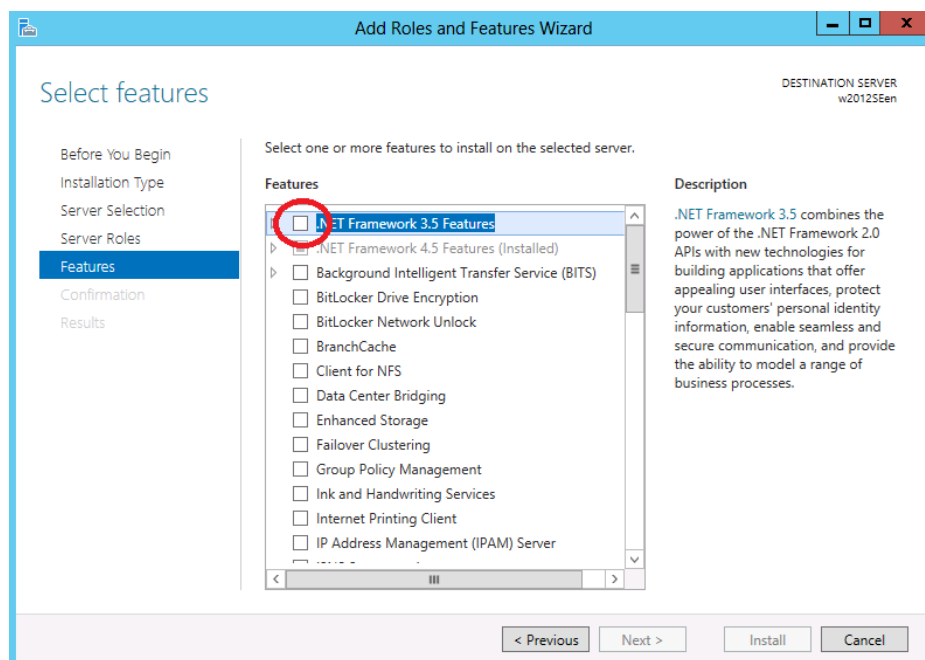 Add Roles and Features Wizard
Select features
DESTINATION SERVER
w2012SEen
Before You Begin
Installation Type
Server Selection
Server Roles
Features
Confirmation
Results
Select one or more features to install on the selected server.
Features
.NET Framework 3.5 Features
.NET Framework 4.5 Features (Installed)
Background Intelligent Transfer Service (BITS)
BitLocker Drive Encryption
BitLocker Network Unlock
BranchCache
Client for NFS
Data Center Bridging
Enhanced Storage
Failover Clustering
Group Policy Management
Ink and Handwriting Services
Internet Printing Client
IP Address Management (IPAM) Server
Description
.NET Framework 3.5 combines the
power of the .NET Framework 2.0
APIs with new technologies for
building applications that offer
appealing user interfaces, protect
your customers' personal identity
information, enable seamless and
secure communication, and provide
the ability to model a range of
business processes.
< Previous
Next >
Install
Cancel